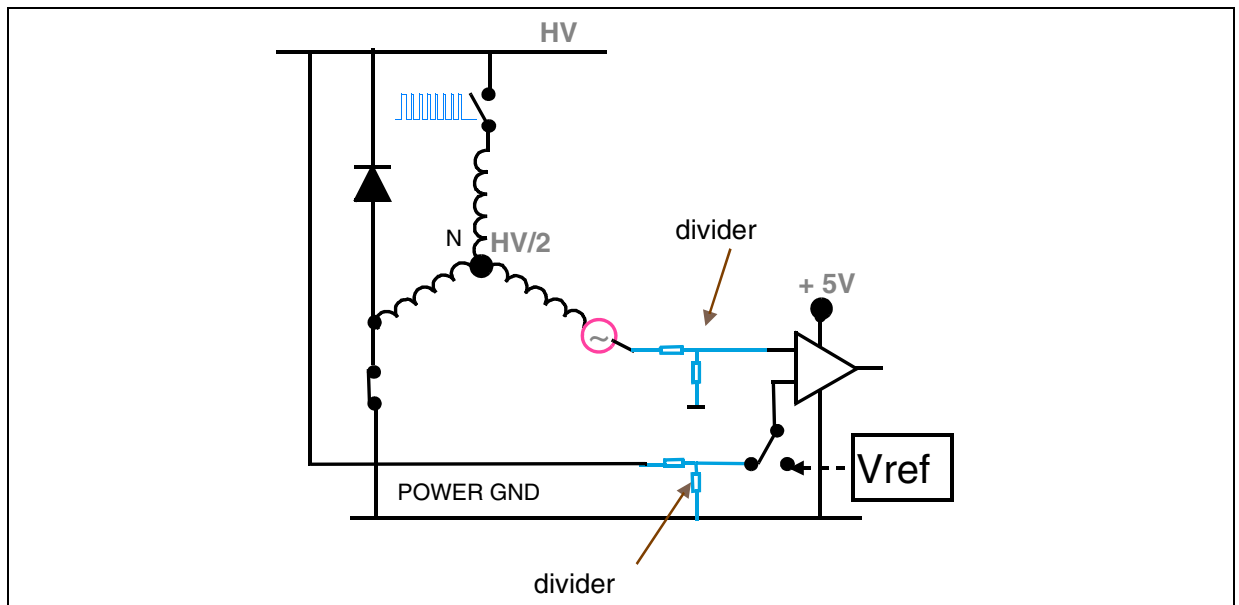 HV
N
HV/2
divider
+ 5V
~
Vref
POWER GND
divider